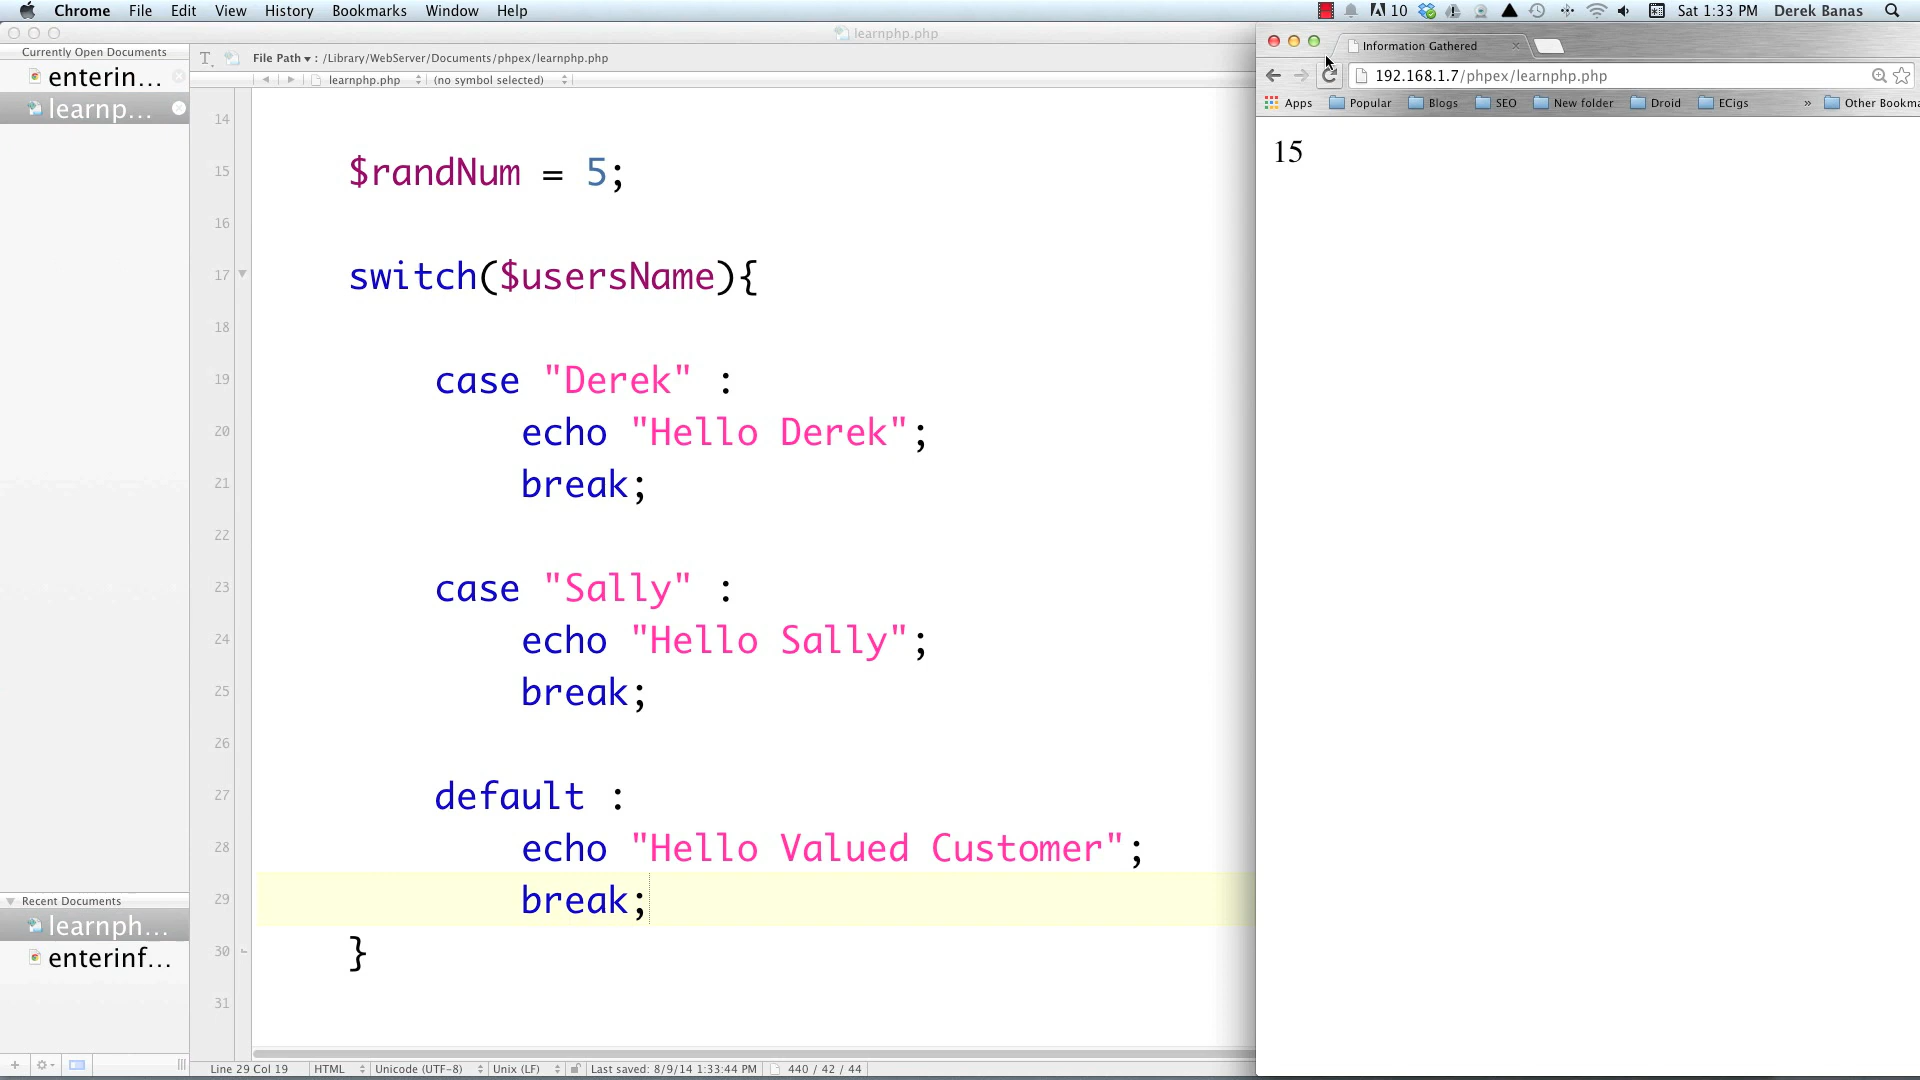 Chrome File Edit View History Bookmarks Window Help 10 Sat 1:33 PM Derek Banas
learnphp.php
Currently Open Documents
enterin...
learnp...
File Path ▾ : /Library/WebServer/Documents/phpex/learnphp.php
learnphp.php (no symbol selected)
14
15 $randNum = 5;
16
17 switch($usersName){
18
19 case "Derek" :
20 echo "Hello Derek";
21 break;
22
23 case "Sally" :
24 echo "Hello Sally";
25 break;
26
27 default :
28 echo "Hello Valued Customer";
29 break;
30 }
31
Recent Documents
learnph...
enterinf...
Line 29 Col 19 HTML Unicode (UTF-8) Unix (LF) Last saved: 8/9/14 1:33:44 PM 440 / 42 / 44
Information Gathered
192.168.1.7/phpex/learnphp.php
Apps Popular Blogs SEO New folder Droid ECigs » Other Bookma
15